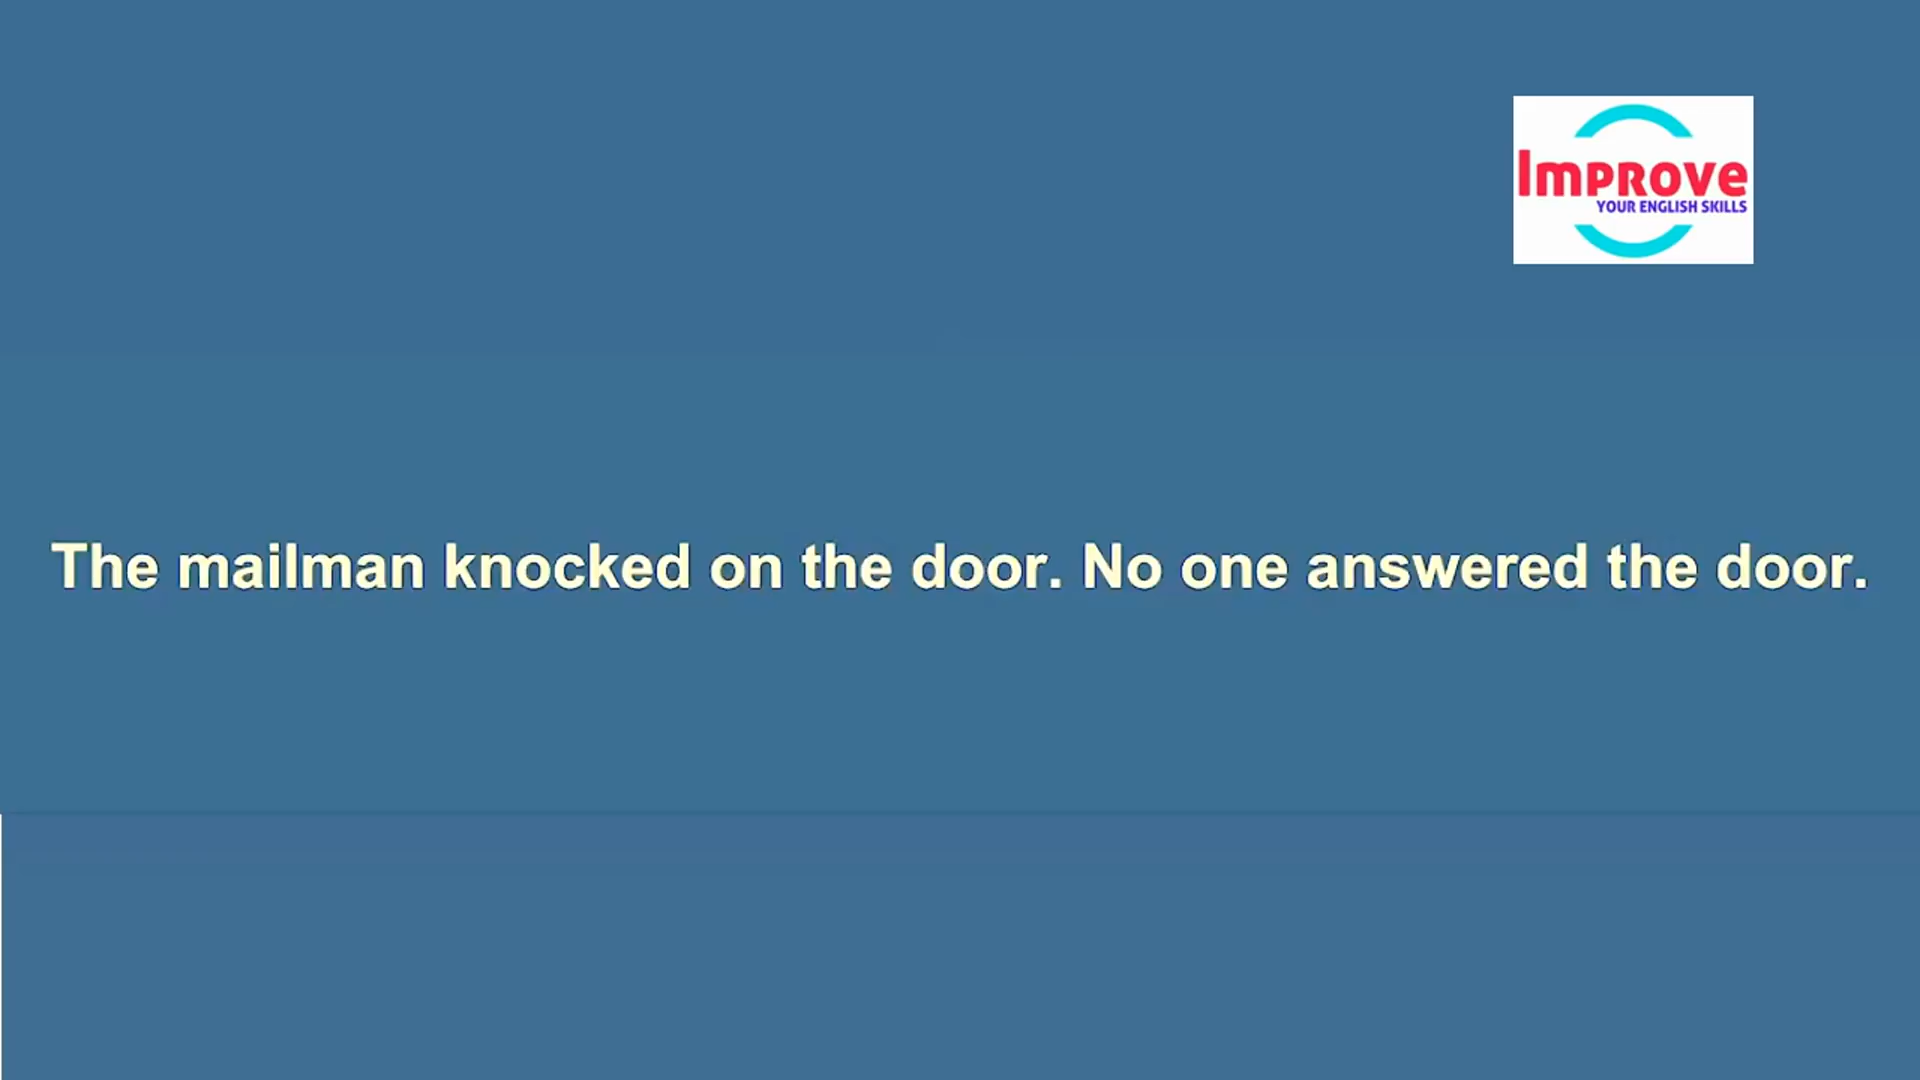 Improve
YOUR ENGLISH SKILLS
The mailman knocked on the door. No one answered the door.